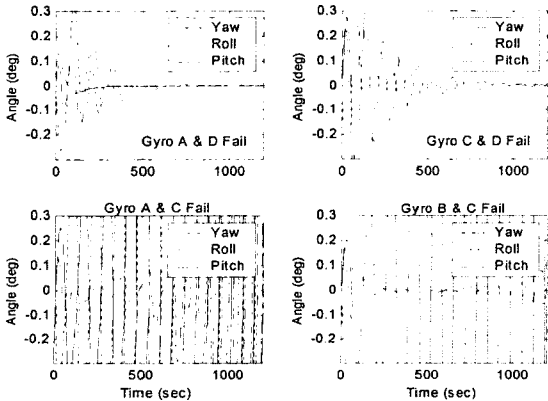 0.3
0.2
0.1
0
-0.1
-0.2
Angle (deg)
Yaw
Roll
Pitch
Gyro A & D Fail
0
500
1000
0.3
0.2
0.1
0
-0.1
-0.2
Angle (deg)
Yaw
Roll
Pitch
Gyro C & D Fail
0
500
1000
Gyro A & C Fail
0.3
0.2
0.1
0
-0.1
-0.2
Angle (deg)
Yaw
Roll
Pitch
0
500
1000
Time (sec)
Gyro B & C Fail
0.3
0.2
0.1
0
-0.1
-0.2
Angle (deg)
Yaw
Roll
Pitch
0
500
1000
Time (sec)